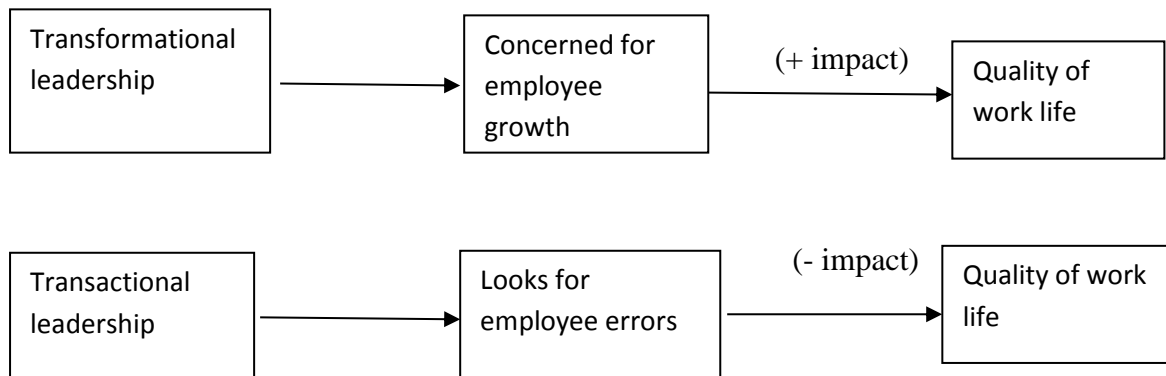 Transformational
leadership
Concerned for
employee
growth
(+ impact)
Quality of
work life
Transactional
leadership
Looks for
employee errors
(- impact)
Quality of work
life